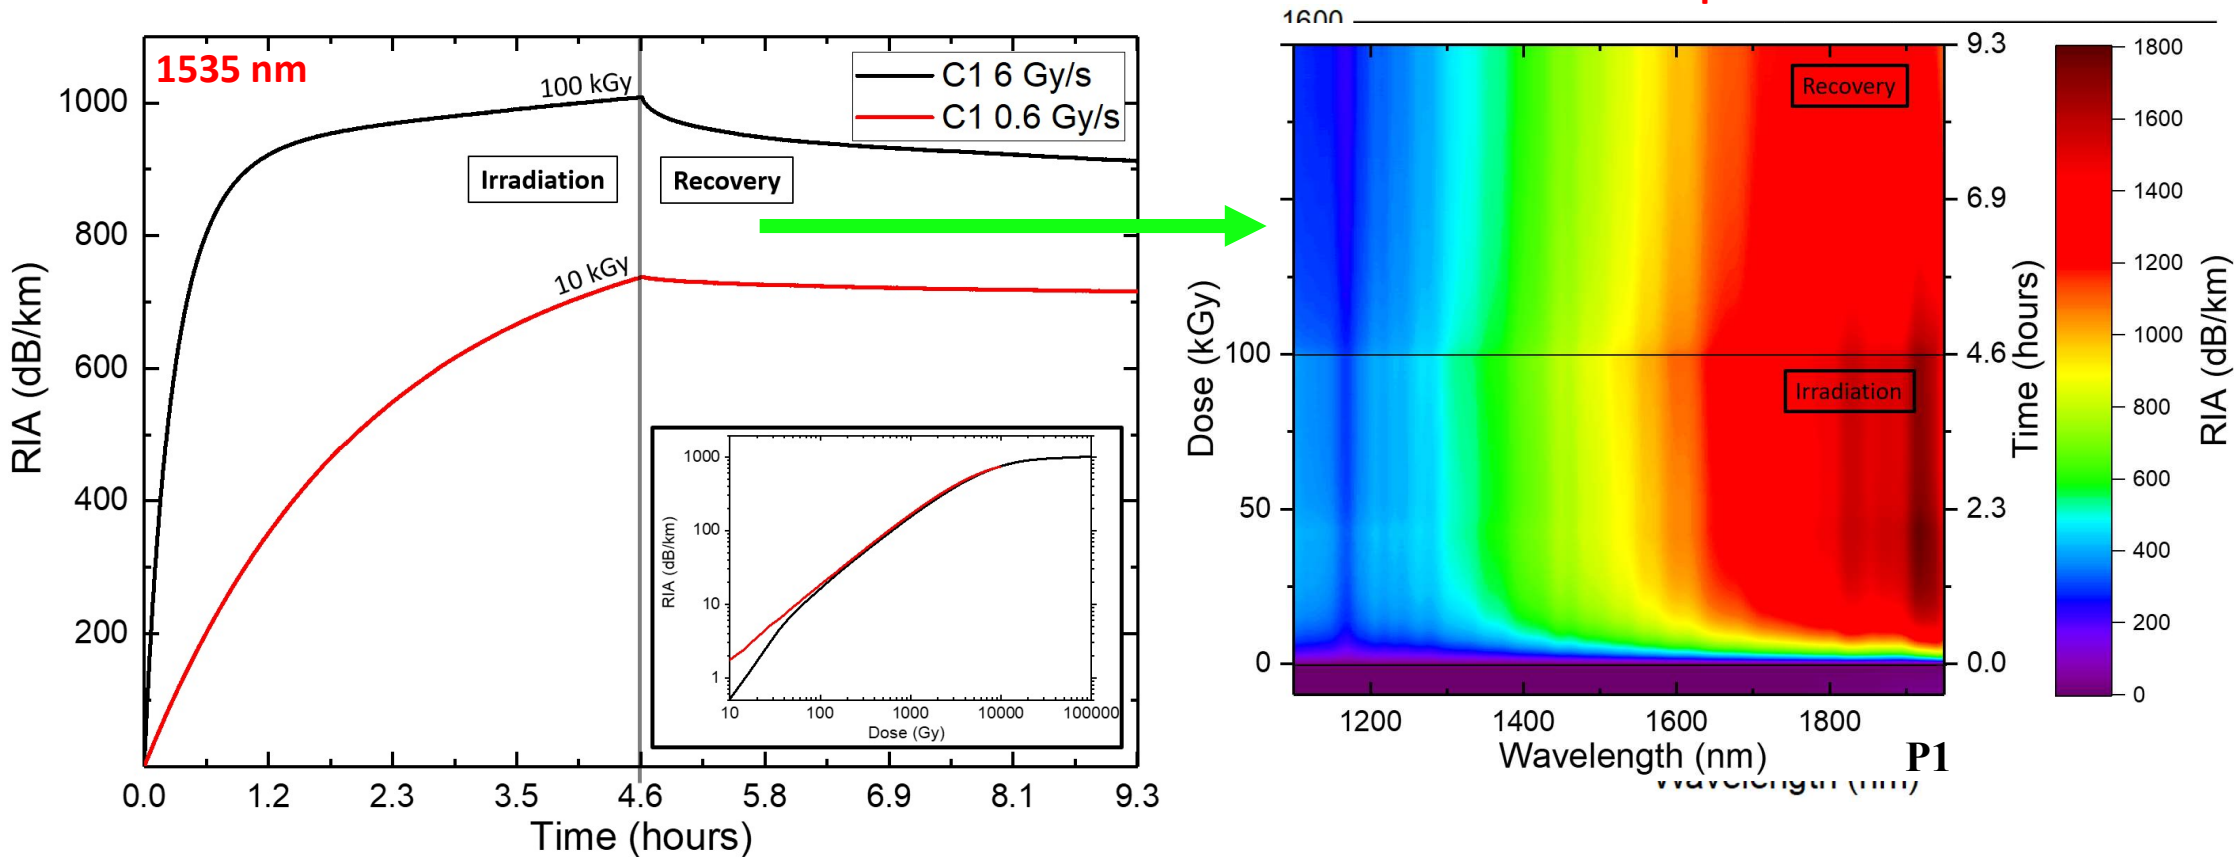 1535 nm
C1 6 Gy/s
C1 0.6 Gy/s
100 kGy
10 kGy
Irradiation
Recovery
RIA (dB/km)
1000
800
600
400
200
0.0 1.2 2.3 3.5 4.6 5.8 6.9 8.1 9.3
Time (hours)
RIA (dB/km)
1000
100
10
1
10 100 1000 10000 100000
Dose (Gy)
1600
Recovery
Irradiation
Dose (kGy)
100
50
0
9.3
6.9
4.6
2.3
0.0
Time (hours)
1200 1400 1600 1800
Wavelength (nm)
P1
Wavelength (nm)
1800
1600
1400
1200
1000
800
600
400
200
0
RIA (dB/km)